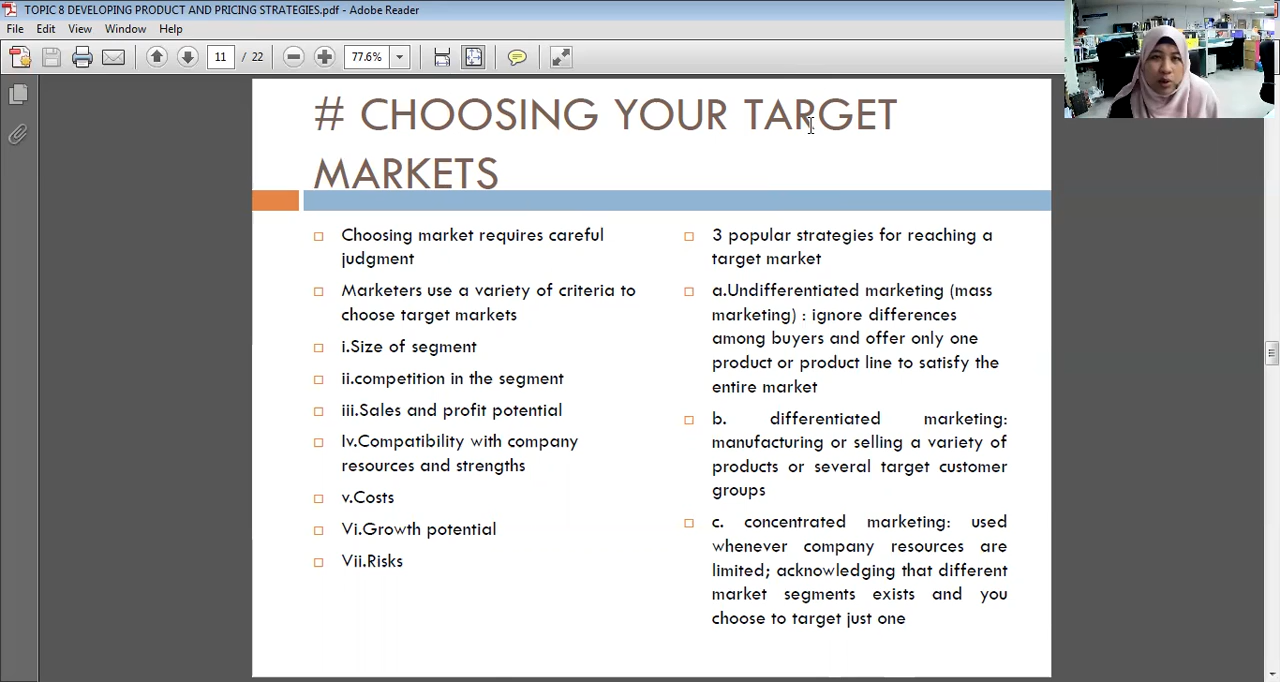 TOPIC 8 DEVELOPING PRODUCT AND PRICING STRATEGIES.pdf - Adobe Reader
File Edit View Window Help
11 / 22 77.6%
# CHOOSING YOUR TARGET
MARKETS
Choosing market requires careful
judgment
Marketers use a variety of criteria to
choose target markets
i.Size of segment
ii.competition in the segment
iii.Sales and profit potential
Iv.Compatibility with company
resources and strengths
v.Costs
Vi.Growth potential
Vii.Risks
3 popular strategies for reaching a
target market
a.Undifferentiated marketing (mass
marketing) : ignore differences
among buyers and offer only one
product or product line to satisfy the
entire market
b. differentiated marketing:
manufacturing or selling a variety of
products or several target customer
groups
c. concentrated marketing: used
whenever company resources are
limited; acknowledging that different
market segments exists and you
choose to target just one